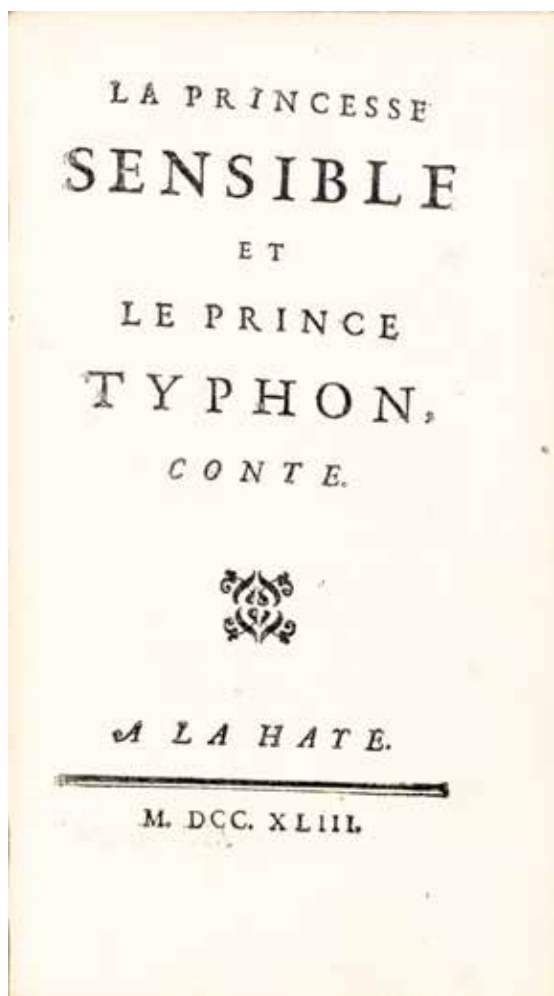 LA PRINCESSE
SENSIBLE
ET
LE PRINCE
TYPHON,
CONTE.
A LA HAYE.
M. DCC. XLIII.